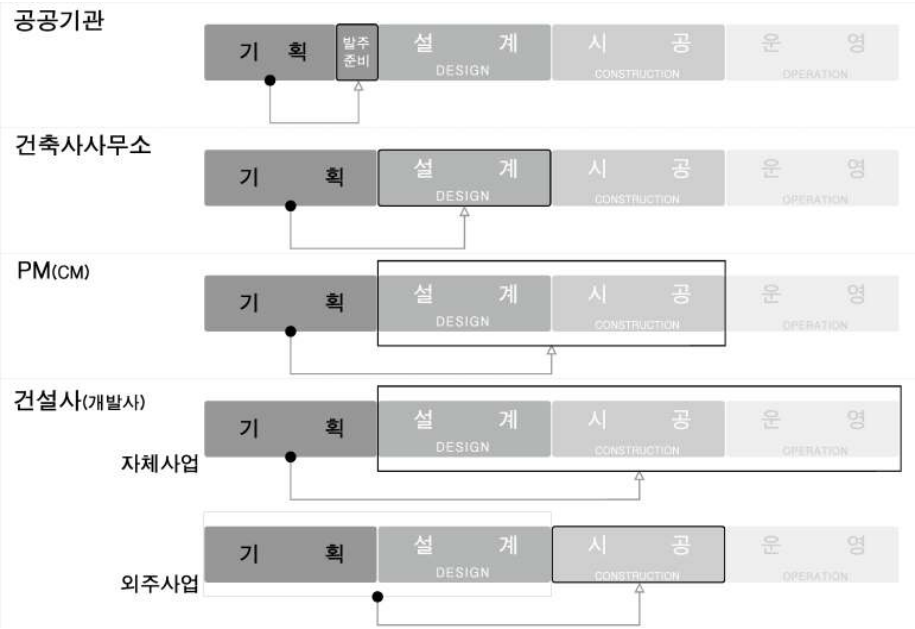 공공기관
기 획 발주 준비 설 계 시 공 운 영
DESIGN CONSTRUCTION OPERATION
건축사사무소
기 획 설 계 시 공 운 영
DESIGN CONSTRUCTION OPERATION
PM(CM)
기 획 설 계 시 공 운 영
DESIGN CONSTRUCTION OPERATION
건설사(개발사)
기 획 설 계 시 공 운 영
DESIGN CONSTRUCTION OPERATION
자체사업
기 획 설 계 시 공 운 영
DESIGN CONSTRUCTION OPERATION
외주사업